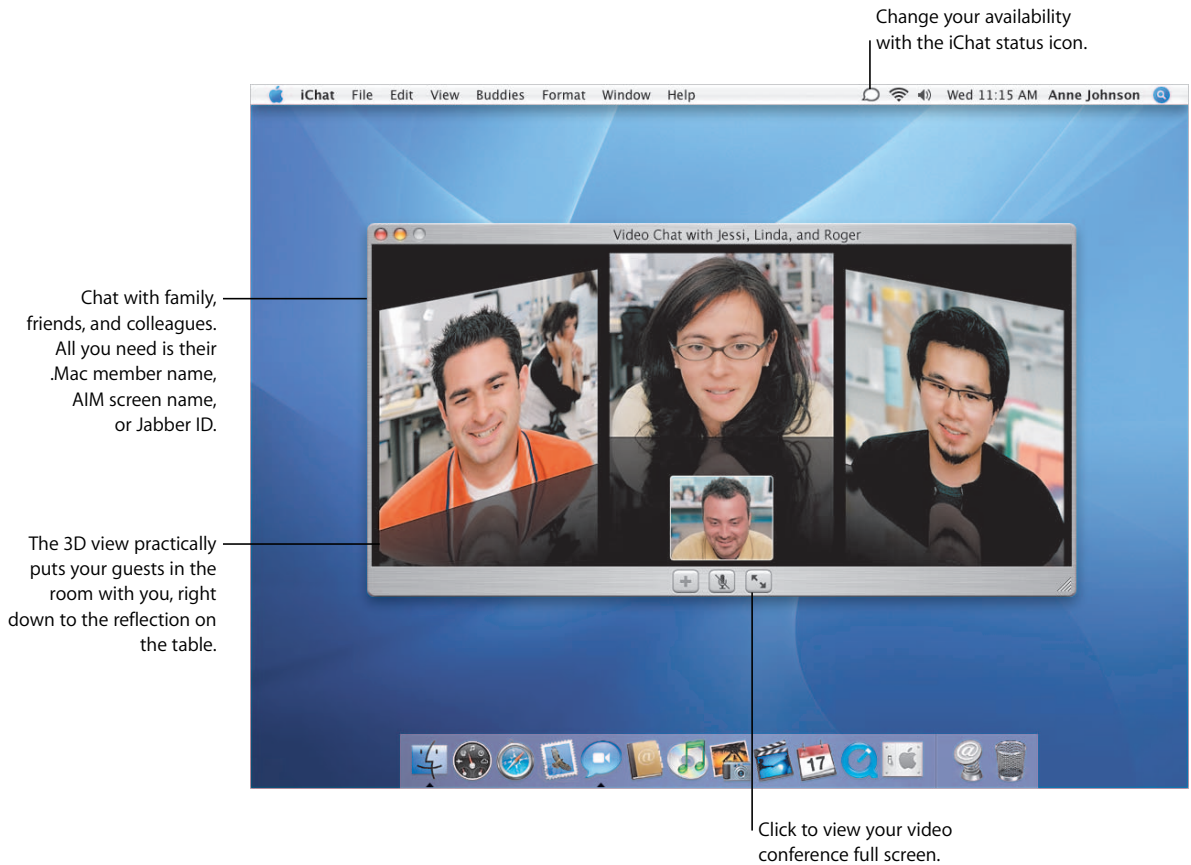 Change your availability
with the iChat status icon.
iChat File Edit View Buddies Format Window Help Wed 11:15 AM Anne Johnson
Video Chat with Jessi, Linda, and Roger
Chat with family,
friends, and colleagues.
All you need is their
.Mac member name,
AIM screen name,
or Jabber ID.
The 3D view practically
puts your guests in the
room with you, right
down to the reflection on
the table.
17
Click to view your video
conference full screen.